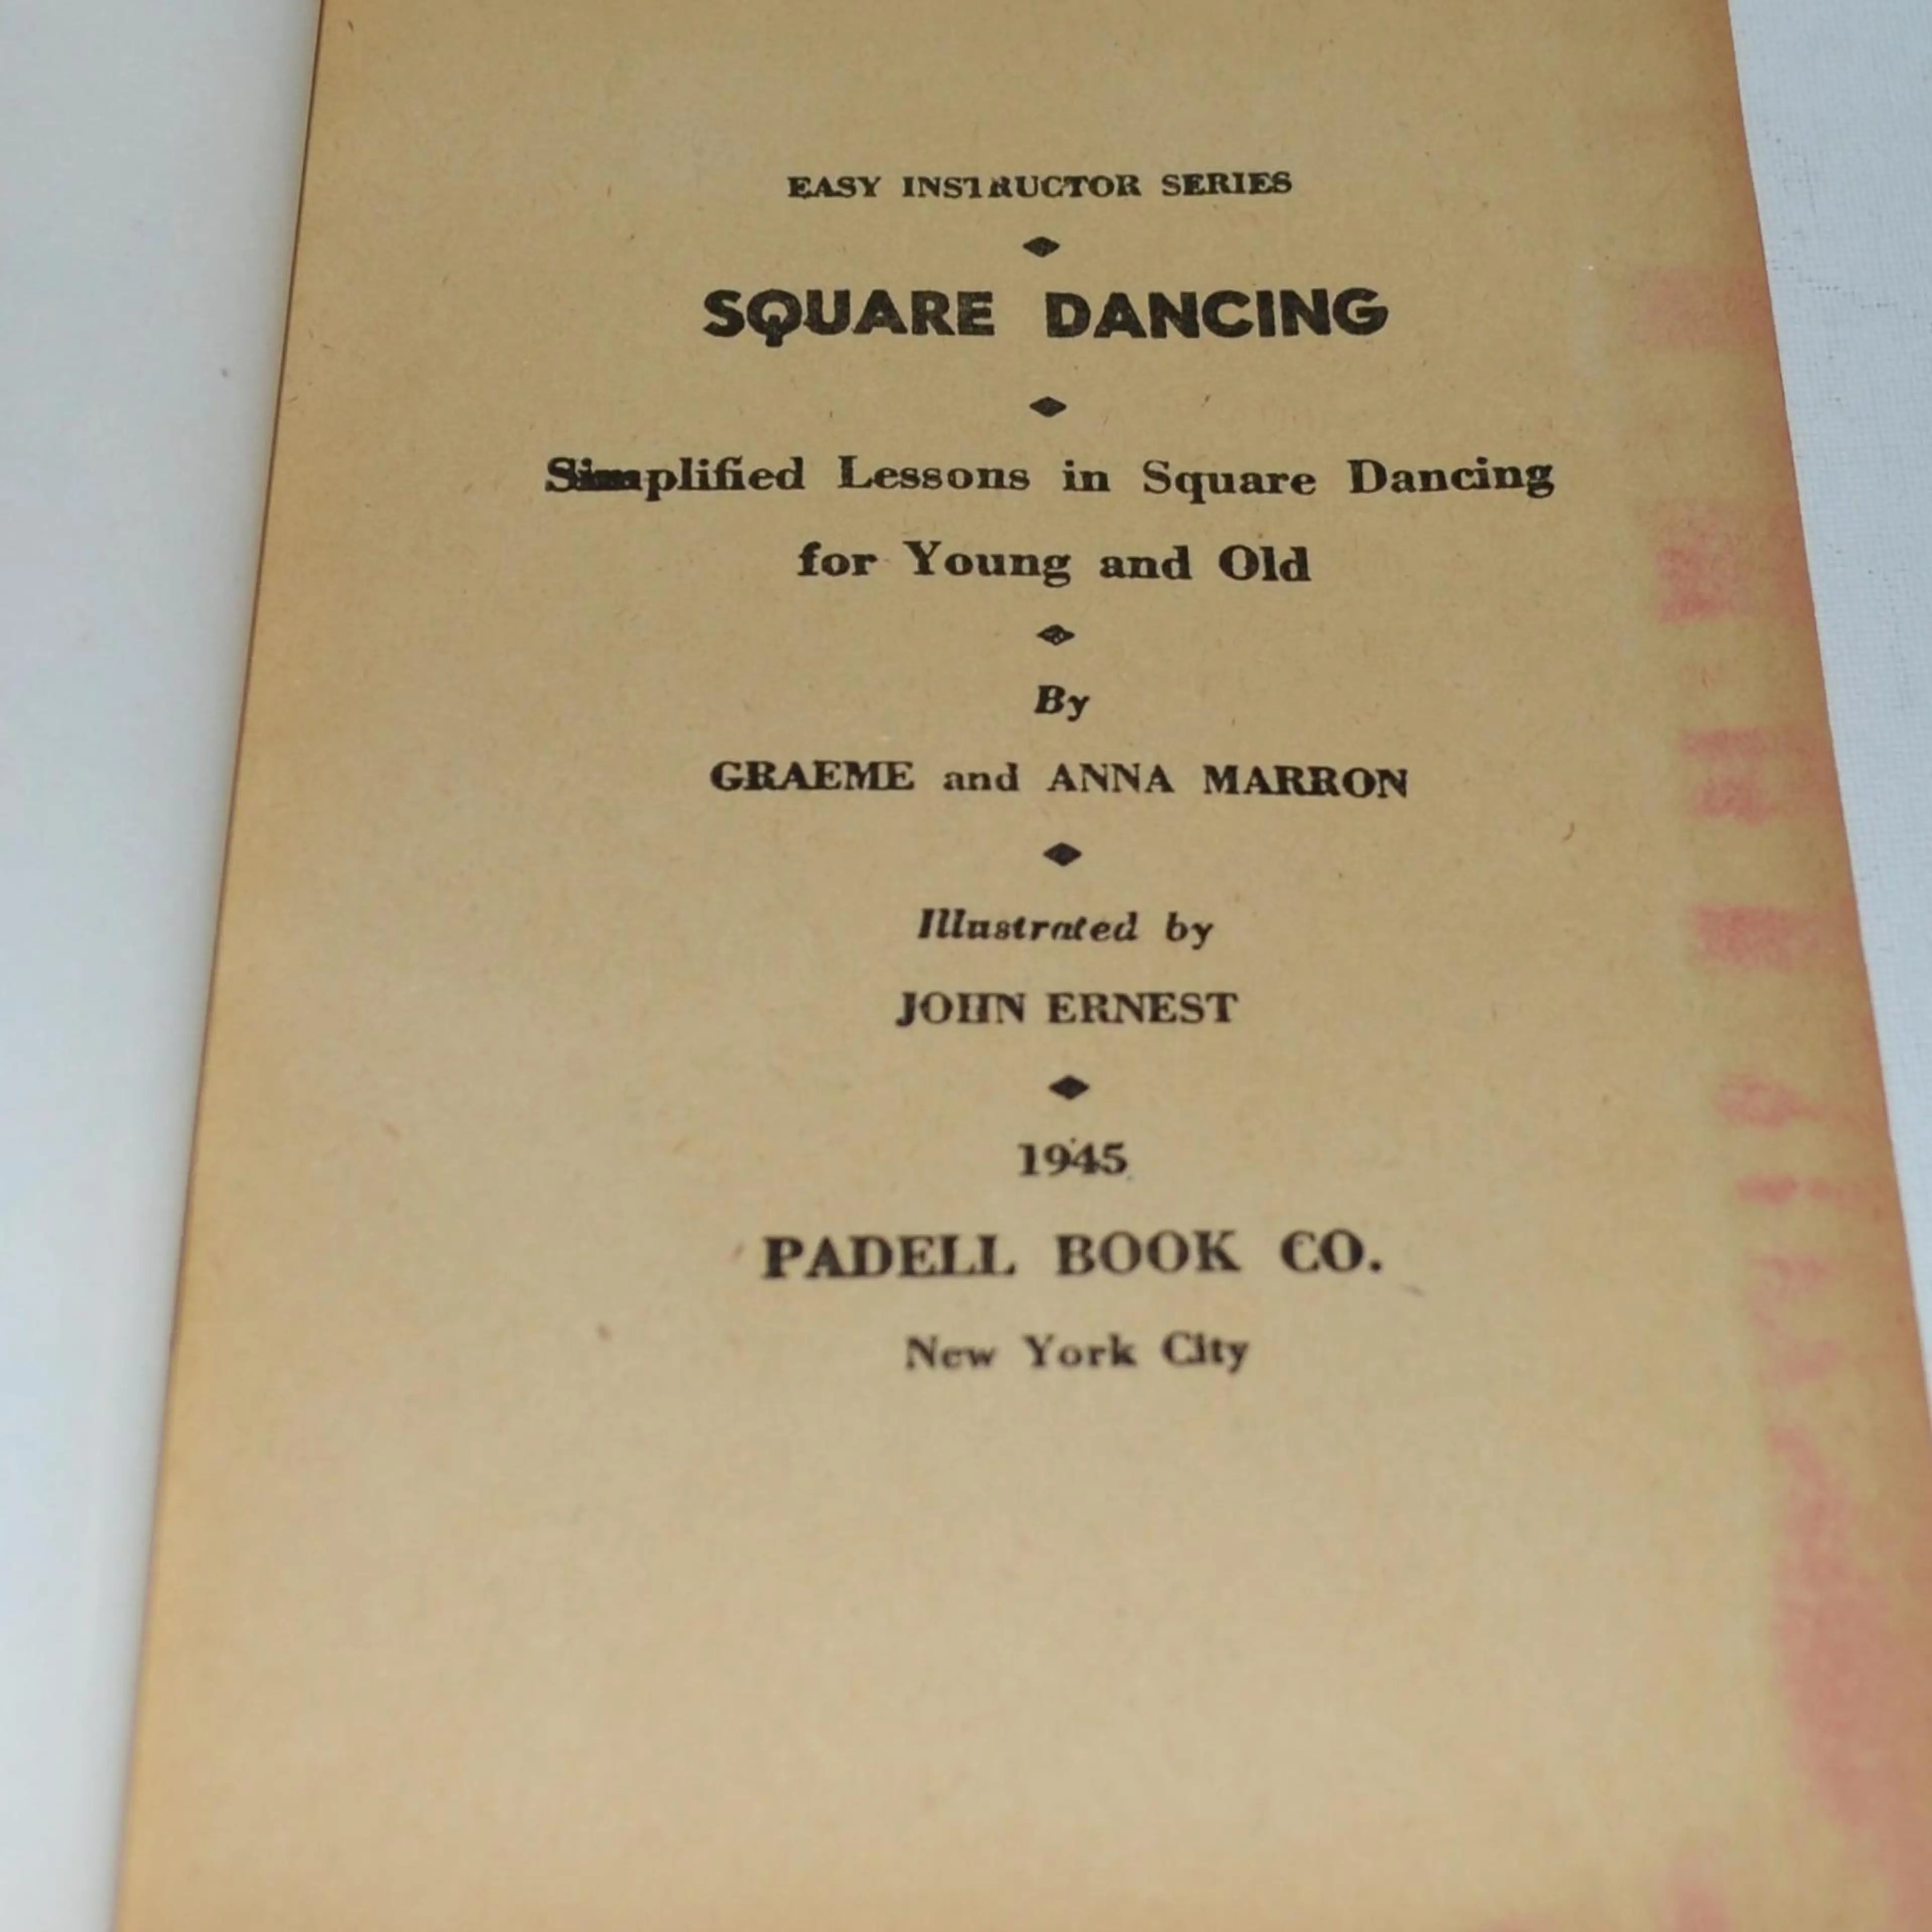 EASY INSTRUCTOR SERIES
SQUARE DANCING
Simplified Lessons in Square Dancing
for Young and Old
By
GRAEME and ANNA MARRON
Illustrated by
JOHN ERNEST
1945
PADELL BOOK CO.
New York City